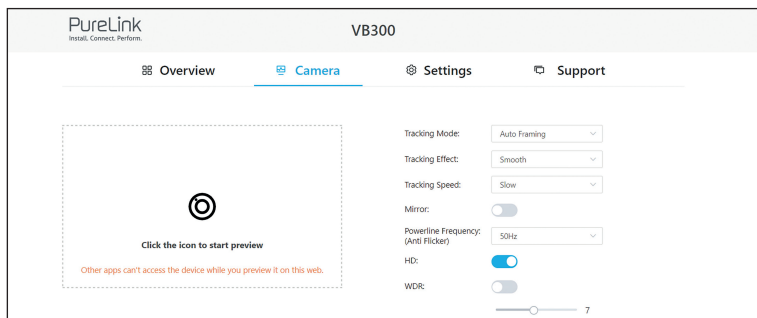 PureLink
Install. Connect. Perform.
VB300
Overview
Camera
Settings
Support
Tracking Mode: Auto Framing
Tracking Effect: Smooth
Tracking Speed: Slow
Mirror:
Powerline Frequency:
(Anti Flicker)
50Hz
HD:
WDR:
7
Click the icon to start preview
Other apps can't access the device while you preview it on this web.